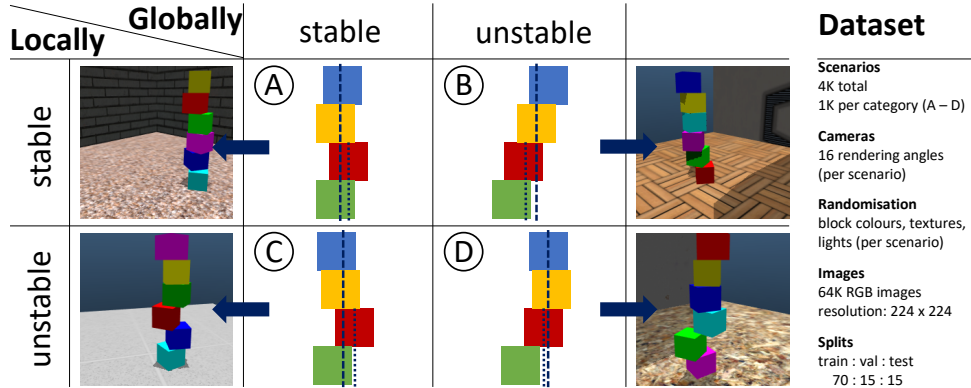 Globally
Locally
stable
unstable
stable
A
B
unstable
C
D
Dataset
Scenarios
4K total
1K per category (A – D)
Cameras
16 rendering angles
(per scenario)
Randomisation
block colours, textures,
lights (per scenario)
Images
64K RGB images
resolution: 224 x 224
Splits
train : val : test
70 : 15 : 15